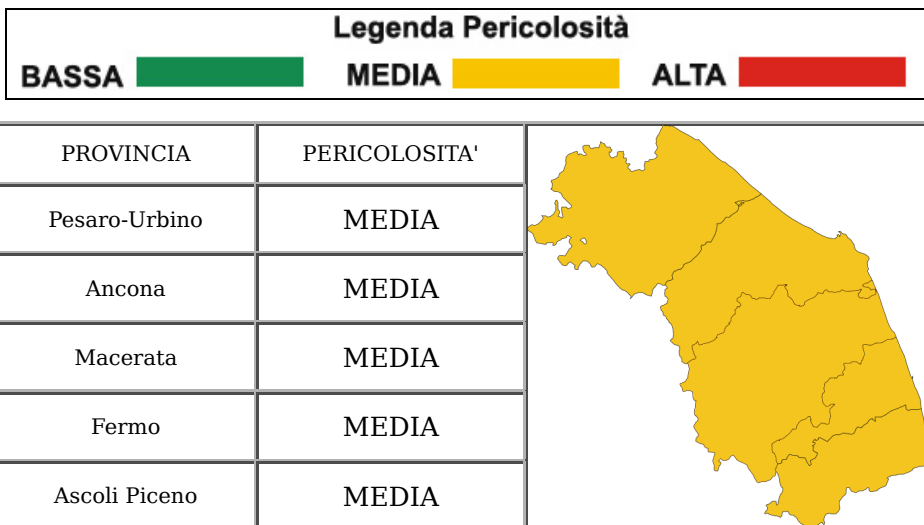 Legenda Pericolosità
BASSA MEDIA ALTA
PROVINCIA PERICOLOSITA'
Pesaro-Urbino MEDIA
Ancona MEDIA
Macerata MEDIA
Fermo MEDIA
Ascoli Piceno MEDIA